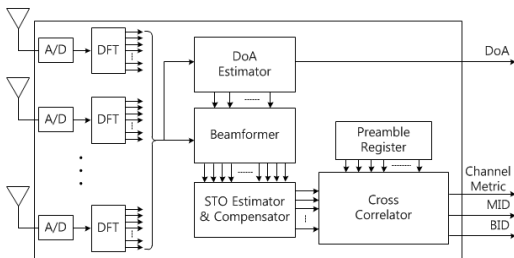 A/D
DFT
DoA
Estimator
DoA
A/D
DFT
Beamformer
Preamble
Register
A/D
DFT
STO Estimator
& Compensator
Cross
Correlator
Channel
Metric
MID
BID